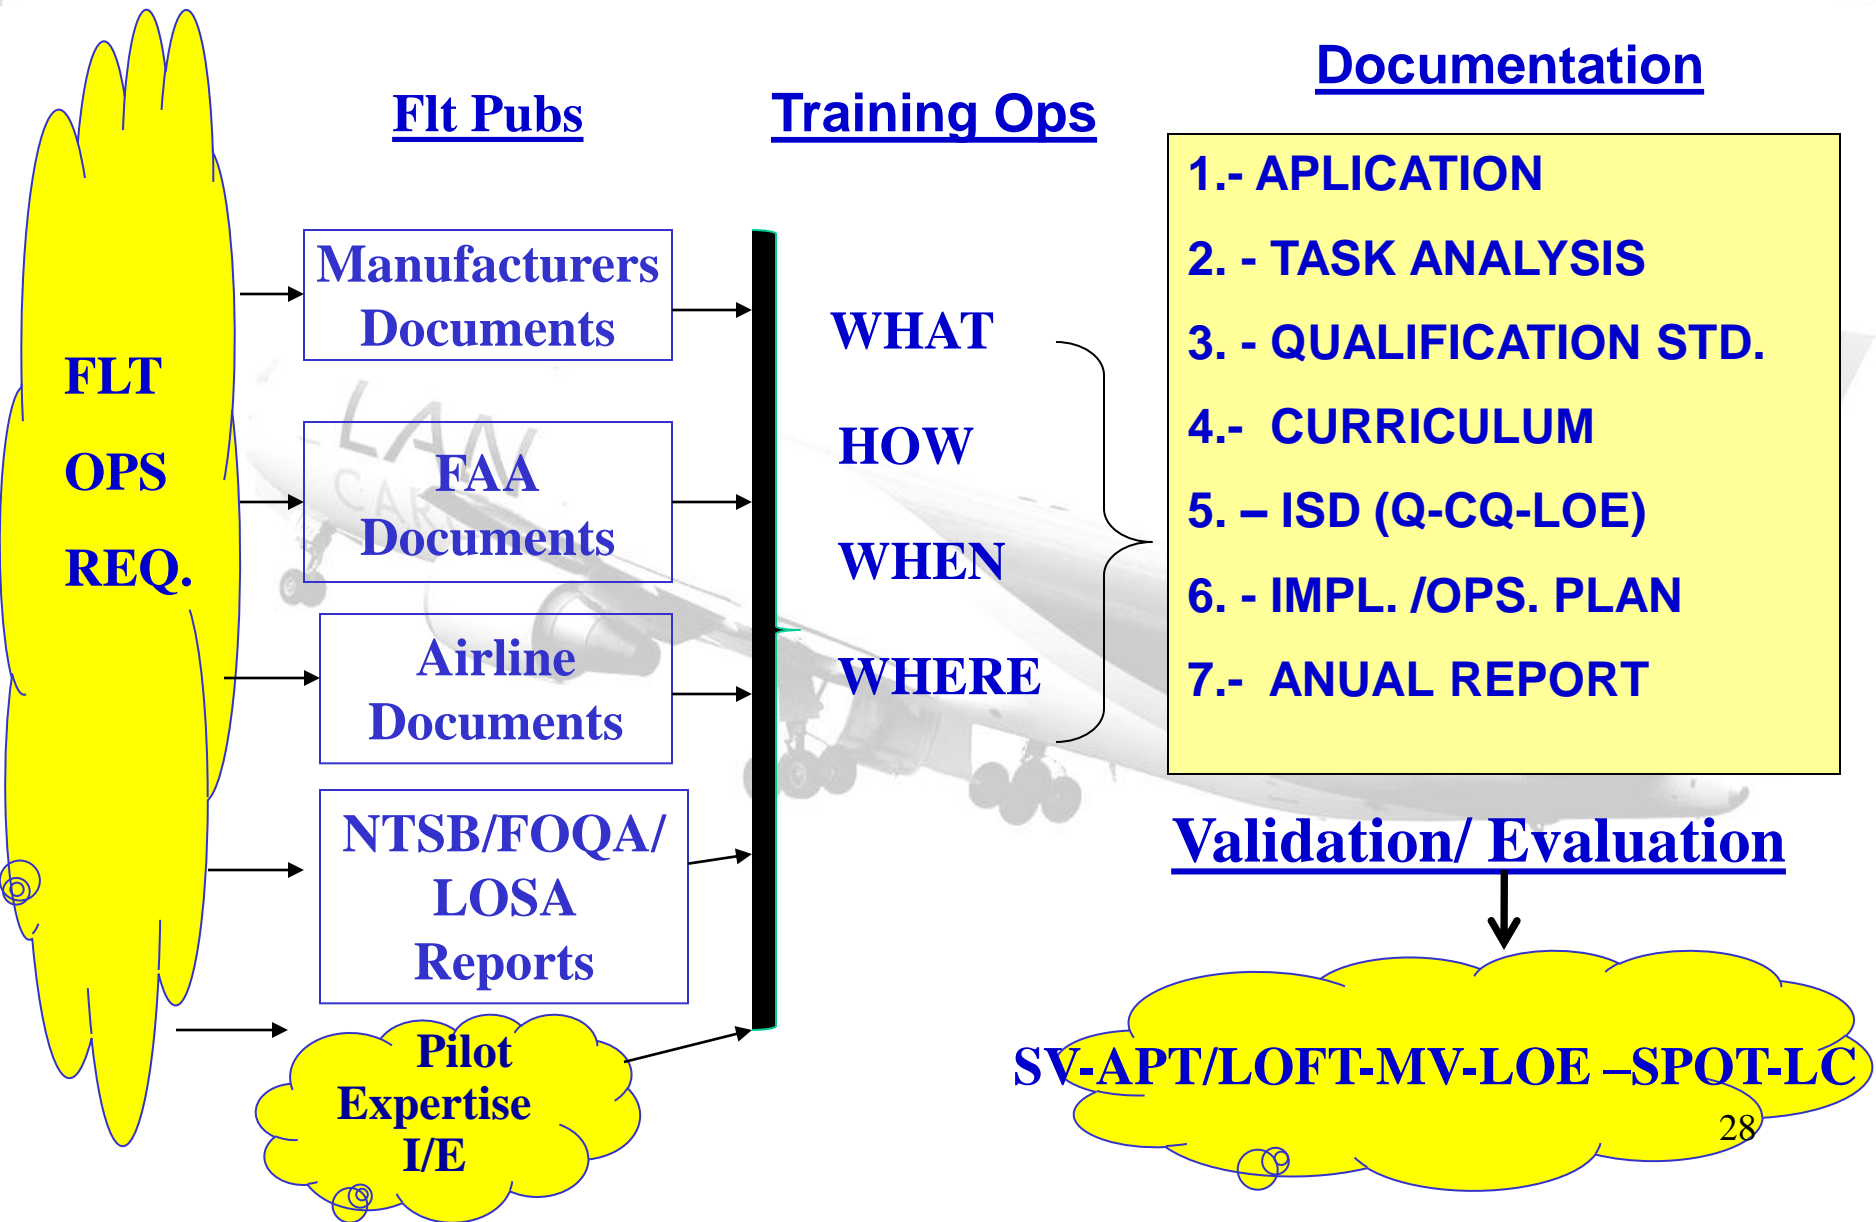 FLT
OPS
REQ.
Flt Pubs
Manufacturers
Documents
FAA
Documents
Airline
Documents
NTSB/FOQA/
LOSA
Reports
Pilot
Expertise
I/E
Training Ops
WHAT
HOW
WHEN
WHERE
Documentation
1.- APLICATION
2. - TASK ANALYSIS
3. - QUALIFICATION STD.
4.- CURRICULUM
5. – ISD (Q-CQ-LOE)
6. - IMPL. /OPS. PLAN
7.- ANUAL REPORT
Validation/ Evaluation
SV-APT/LOFT-MV-LOE –SPOT-LC
28
LAN